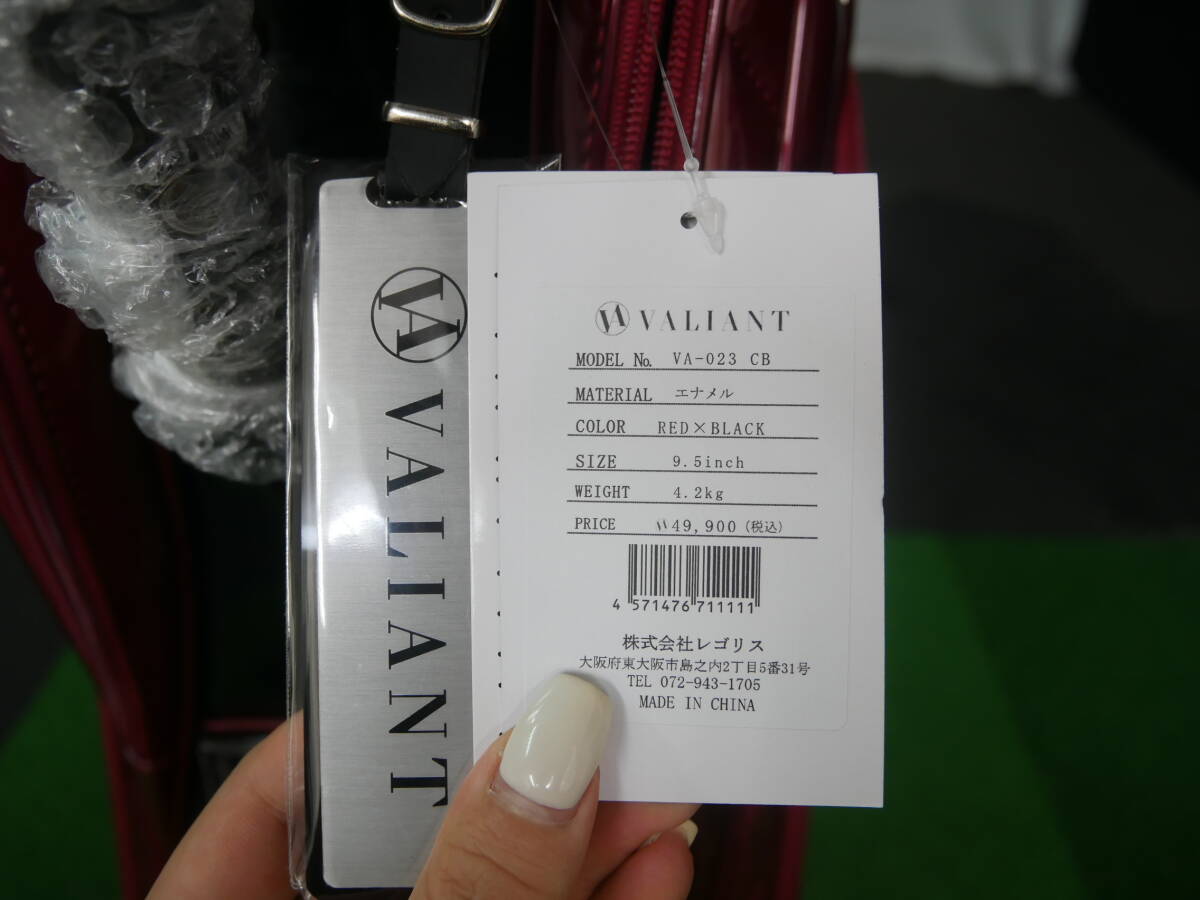 VA VALIANT
VA VALIANT
MODEL No. VA-023 CB
MATERIAL エナメル
COLOR RED×BLACK
SIZE 9.5inch
WEIGHT 4.2kg
PRICE 49,900(税込)
4 571476 711111
株式会社レゴリス
大阪府東大阪市島之内2丁目5番31号
TEL 072-943-1705
MADE IN CHINA